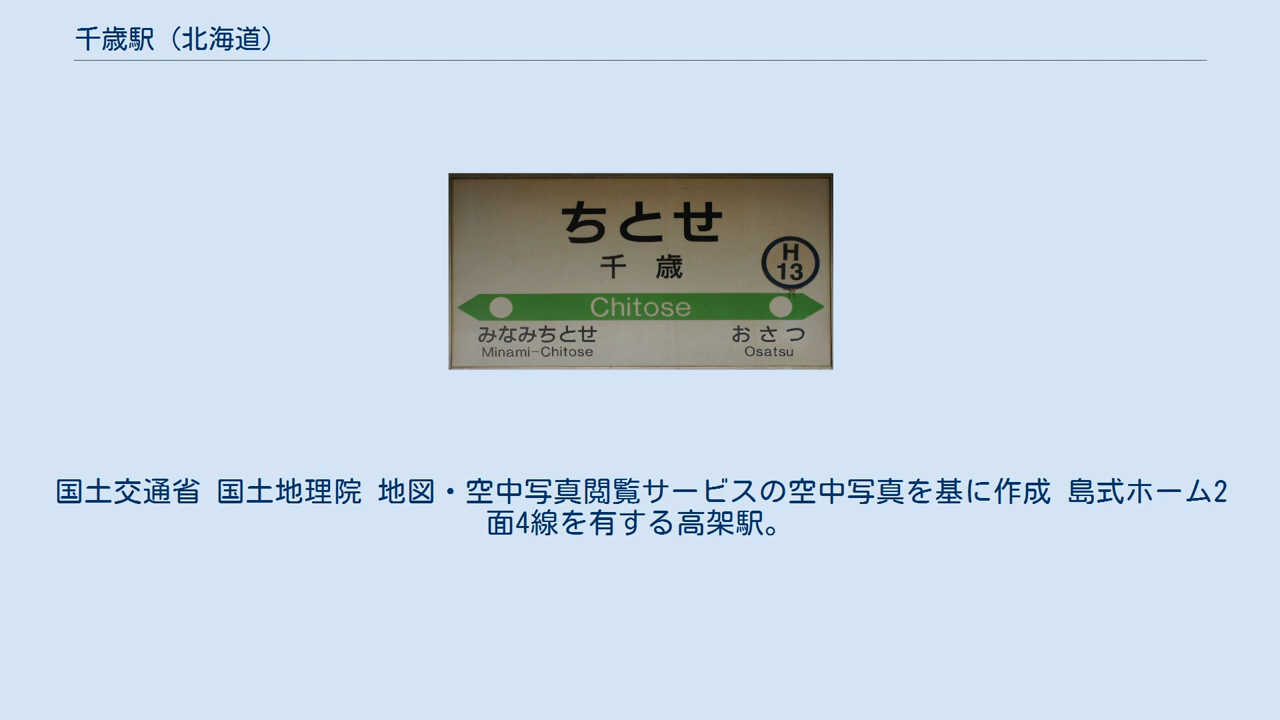 千歳駅（北海道）
ちとせ
千 歳
H
13
Chitose
みなみちとせ おさつ
Minami-Chitose Osatsu
国土交通省 国土地理院 地図・空中写真閲覧サービスの空中写真を基に作成 島式ホーム2
面4線を有する高架駅。